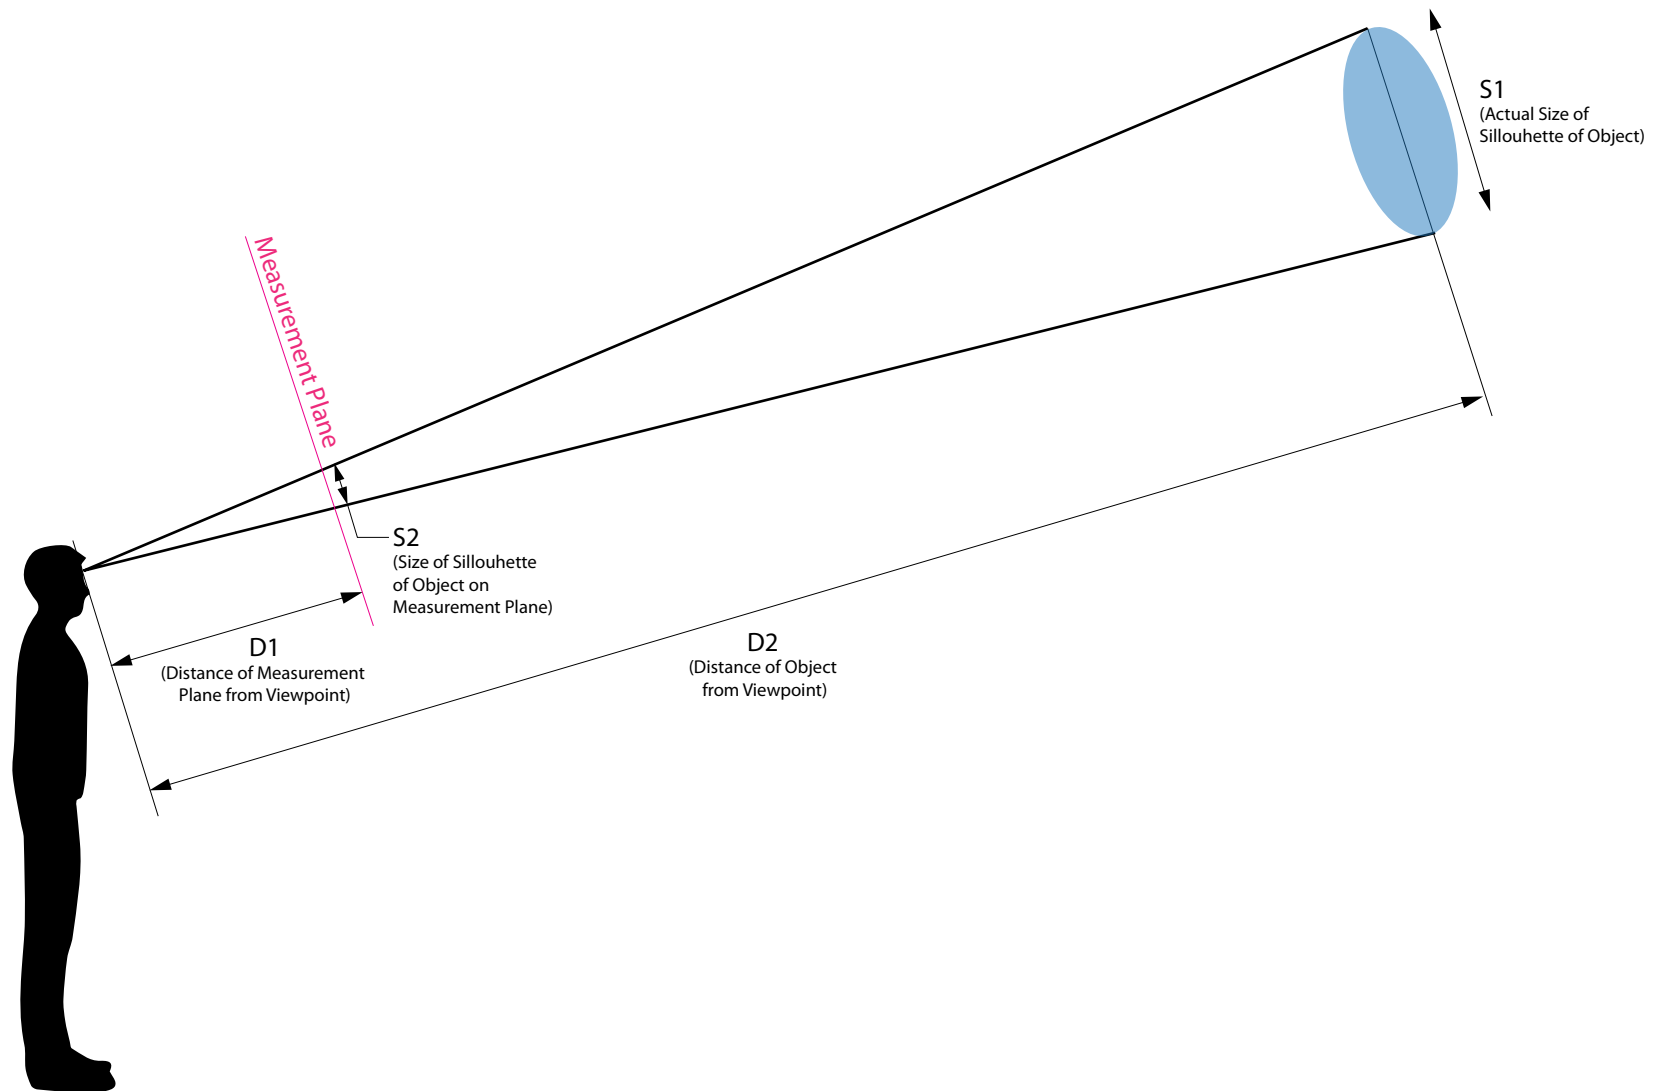 S1
(Actual Size of
Sillouhette of Object)
Measurement Plane
S2
(Size of Sillouhette
of Object on
Measurement Plane)
D1
(Distance of Measurement
Plane from Viewpoint)
D2
(Distance of Object
from Viewpoint)